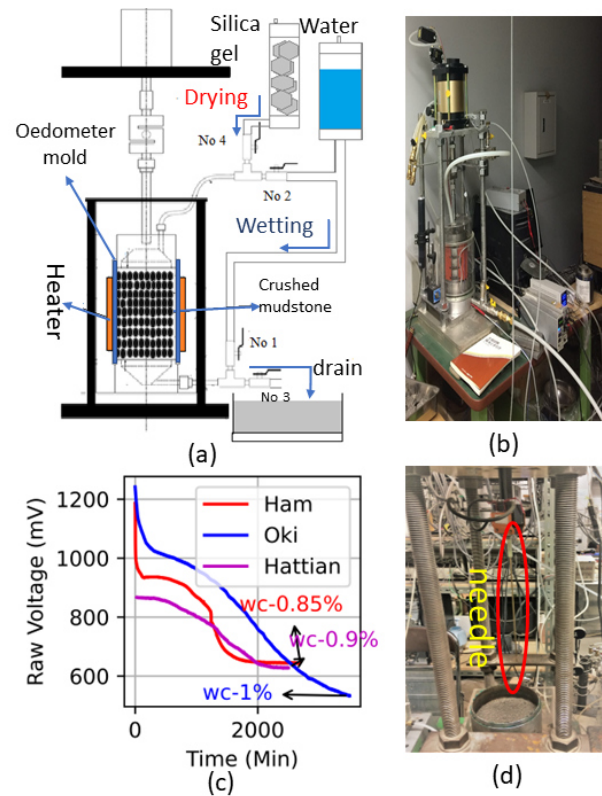 Silica
gel
Water
Drying
Oedometer
mold
No 4
No 2
Wetting
Heater
Crushed
mudstone
No 1
drain
No 3
(a)
(b)
1200
1000
800
600
Raw Voltage (mV)
Ham
Oki
Hattian
wc-0.85%
wc-0.9%
wc-1%
0
2000
Time (Min)
(c)
needle
(d)